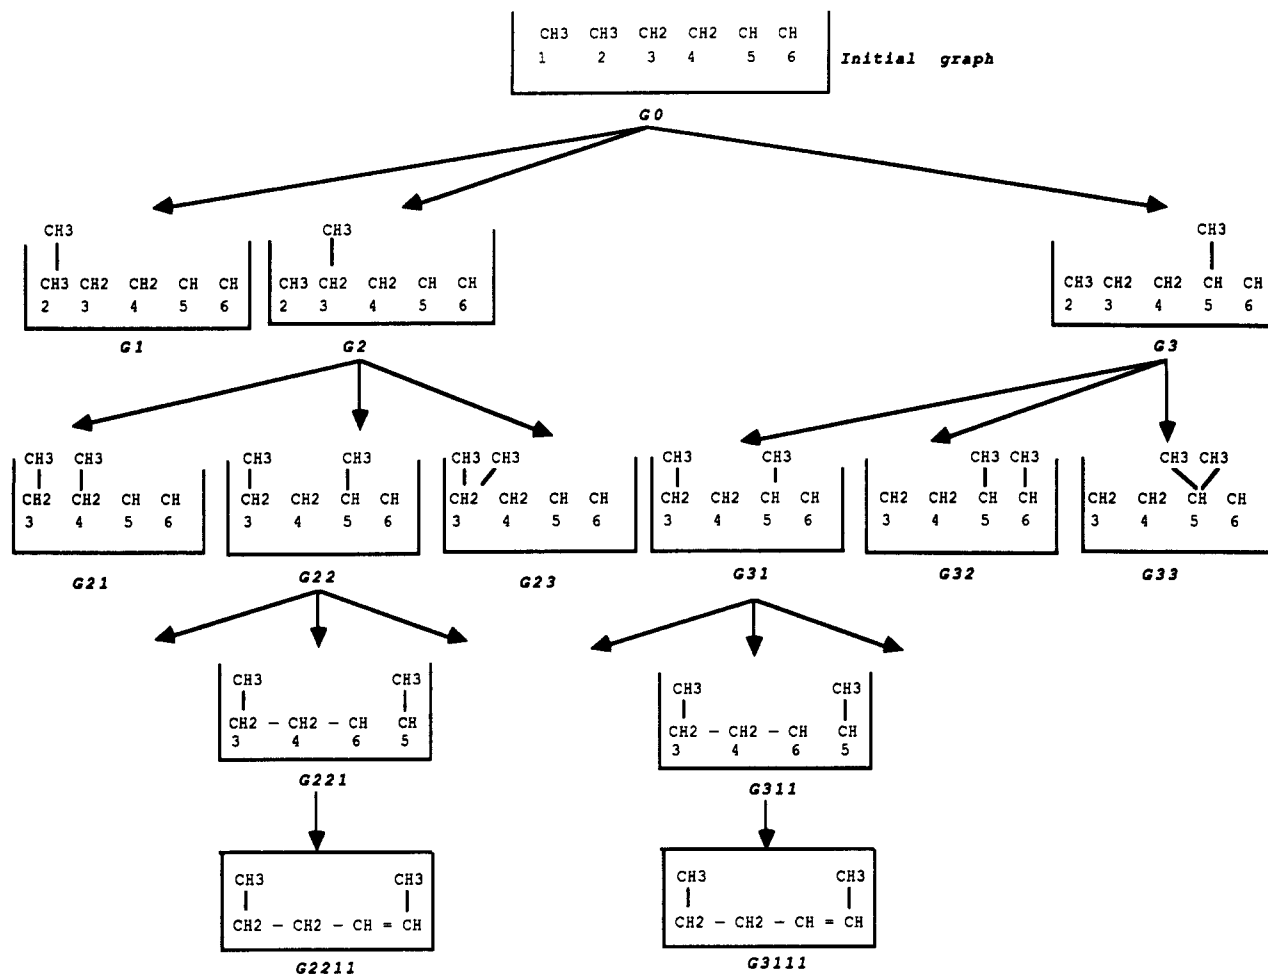 CH3 CH3 CH2 CH2 CH CH
1 2 3 4 5 6 Initial graph
G0
CH3 CH3 CH3
CH3 CH2 CH2 CH CH CH3 CH2 CH2 CH CH CH3 CH2 CH2 CH CH
2 3 4 5 6 2 3 4 5 6 2 3 4 5 6
G1 G2 G3
CH3 CH3 CH3 CH3 CH3 CH3 CH3 CH3 CH3 CH3 CH3 CH3
CH2 CH2 CH CH CH2 CH2 CH CH CH2 CH2 CH CH CH2 CH2 CH CH CH2 CH2 CH CH CH2 CH2 CH CH
3 4 5 6 3 4 5 6 3 4 5 6 3 4 5 6 3 4 5 6 3 4 5 6
G21 G22 G23 G31 G32 G33
CH3 CH3 CH3 CH3
CH2 – CH2 – CH CH CH2 – CH2 – CH CH
3 4 6 5 3 4 6 5
G221 G311
CH3 CH3 CH3 CH3
CH2 – CH2 – CH = CH CH2 – CH2 – CH = CH
G2211 G3111